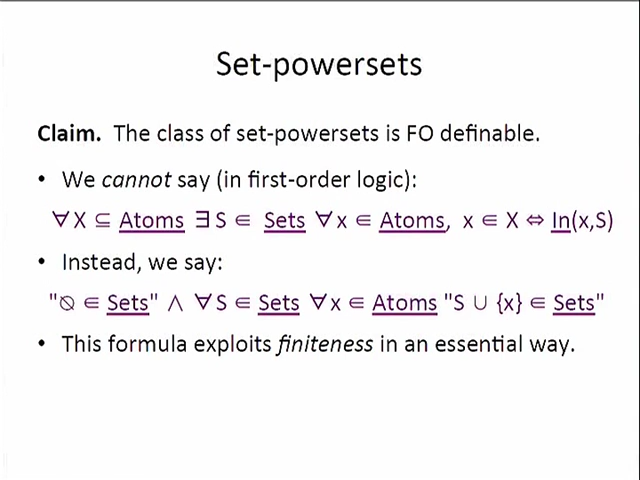 Set-powersets
Claim. The class of set-powersets is FO definable.
• We cannot say (in first-order logic):
∀X ⊆ Atoms ∃S ∈ Sets ∀x ∈ Atoms, x ∈ X ⇔ In(x,S)
• Instead, we say:
"∅ ∈ Sets" ∧ ∀S ∈ Sets ∀x ∈ Atoms "S ∪ {x} ∈ Sets"
• This formula exploits finiteness in an essential way.